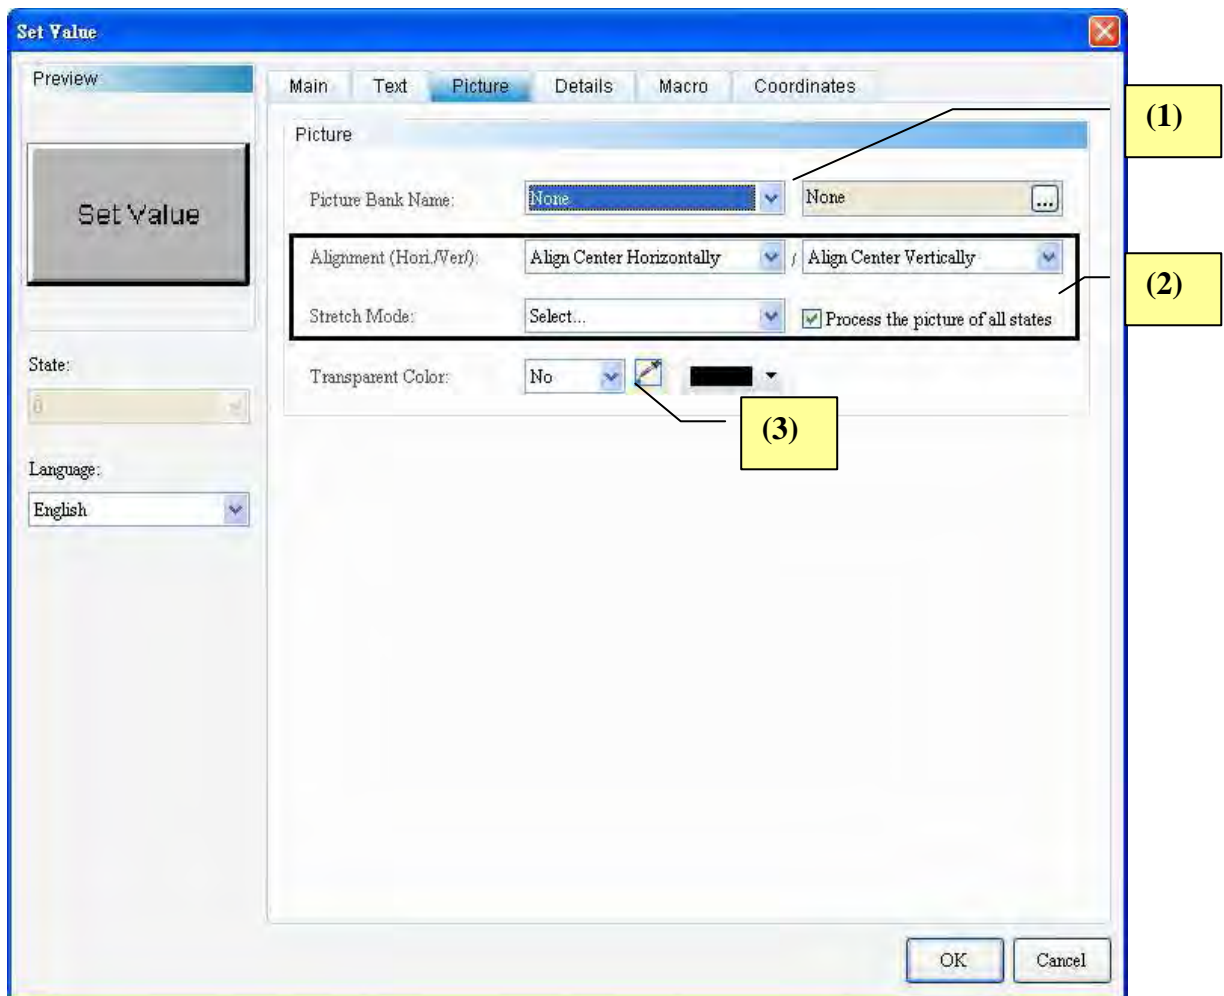 Set Value
Preview
Set Value
State:
0
Language:
English
Main Text Picture Details Macro Coordinates
Picture
Picture Bank Name: None None ...
Alignment (Hori./Ver/): Align Center Horizontally / Align Center Vertically
Stretch Mode: Select... Process the picture of all states
Transparent Color: No
(1)
(2)
(3)
OK Cancel